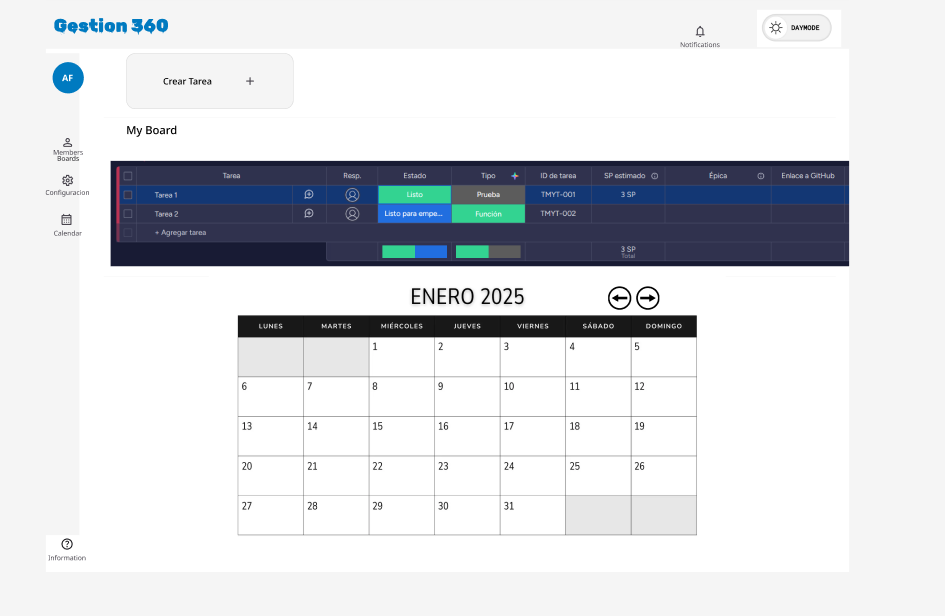 Gestion 360
Notifications
DAYMODE
AF
Crear Tarea +
My Board
Members
Boards
Configuracion
Calendar
Tarea Resp. Estado Tipo ID de tarea SP estimado Épica Enlace a GitHub
Tarea 1 Listo Prueba TMYT-001 3 SP
Tarea 2 Listo para empe... Función TMYT-002
+ Agregar tarea
3 SP
Total
ENERO 2025
LUNES MARTES MIÉRCOLES JUEVES VIERNES SÁBADO DOMINGO
1 2 3 4 5
6 7 8 9 10 11 12
13 14 15 16 17 18 19
20 21 22 23 24 25 26
27 28 29 30 31
Information